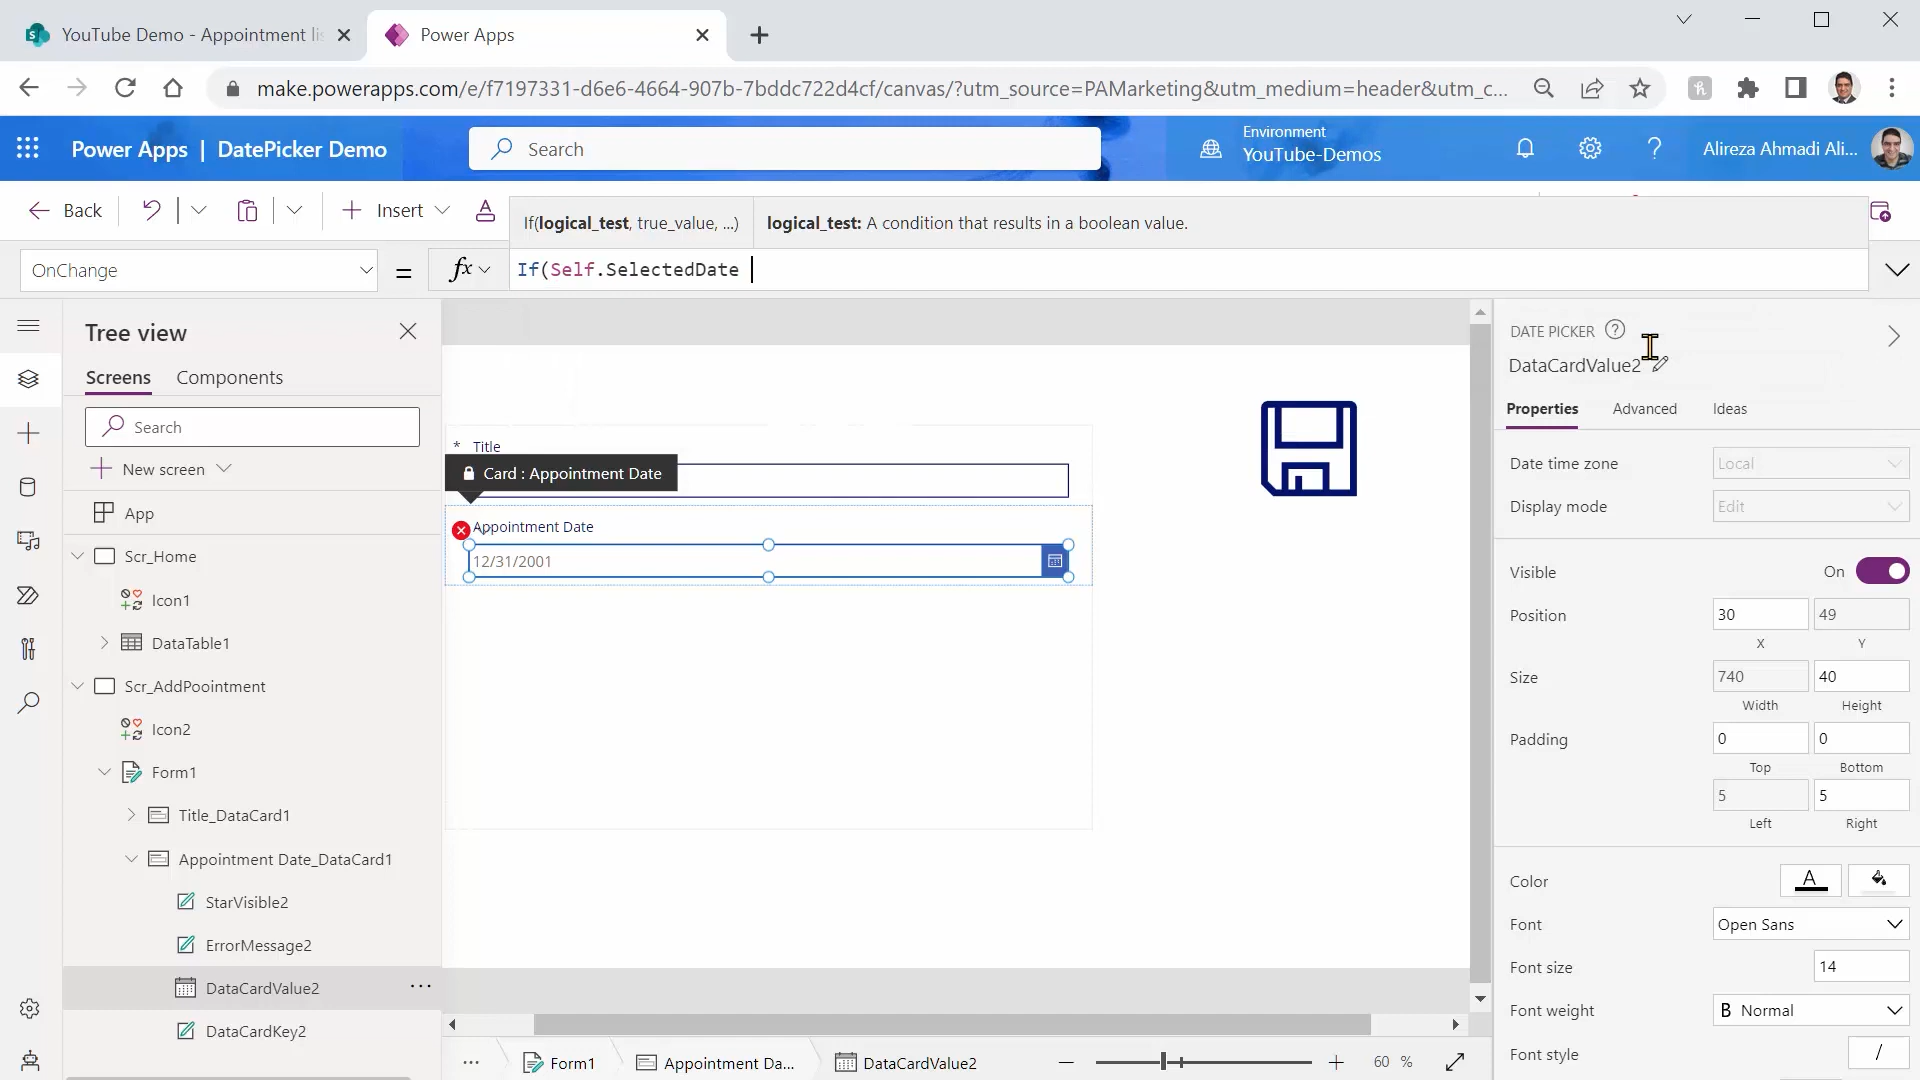 YouTube Demo - Appointment lis
Power Apps
make.powerapps.com/e/f7197331-d6e6-4664-907b-7bddc722d4cf/canvas/?utm_source=PAMarketing&utm_medium=header&utm_c...
Power Apps | DatePicker Demo
Search
Environment
YouTube-Demos
Alireza Ahmadi Ali...
Back
Insert
If(logical_test, true_value, ...)
logical_test: A condition that results in a boolean value.
OnChange
=
fx
If(Self.SelectedDate
Tree view
Screens
Components
Search
New screen
App
Scr_Home
Icon1
DataTable1
Scr_AddPoointment
Icon2
Form1
Title_DataCard1
Appointment Date_DataCard1
StarVisible2
ErrorMessage2
DataCardValue2
DataCardKey2
* Title
Card : Appointment Date
Appointment Date
12/31/2001
Form1
Appointment Da...
DataCardValue2
60 %
DATE PICKER
DataCardValue2
Properties
Advanced
Ideas
Date time zone
Local
Display mode
Edit
Visible
On
Position
30
49
X
Y
Size
740
40
Width
Height
Padding
0
0
Top
Bottom
5
5
Left
Right
Color
A
Font
Open Sans
Font size
14
Font weight
B Normal
Font style
/